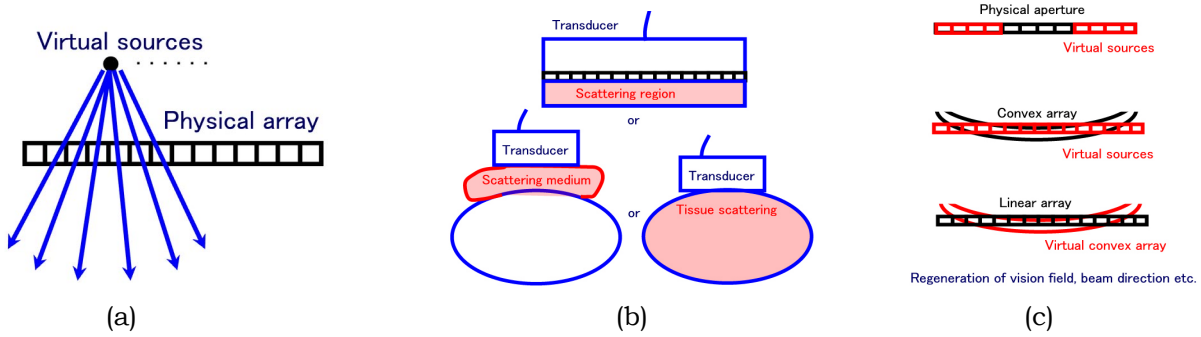 Virtual sources
. . . . . .
Physical array
(a)
Transducer
Scattering region
or
Transducer
Scattering medium
or
Transducer
Tissue scattering
(b)
Physical aperture
Virtual sources
Convex array
Virtual sources
Linear array
Virtual convex array
Regeneration of vision field, beam direction etc.
(c)